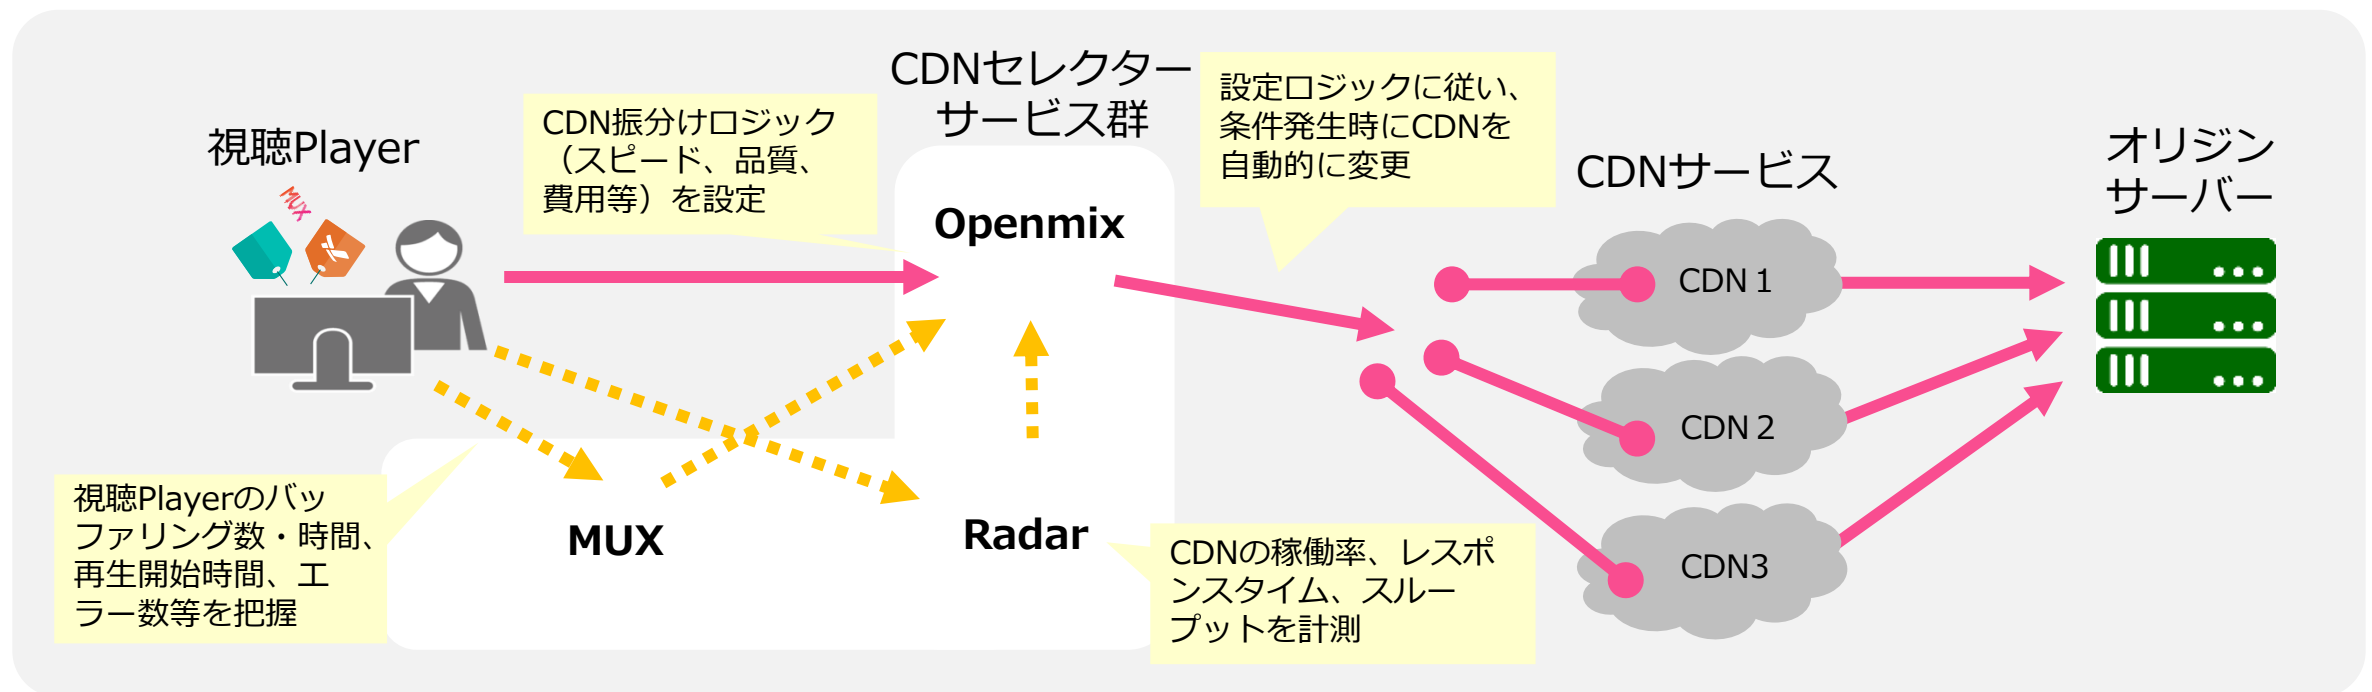 視聴Player
MUX
CDN振分けロジック
（スピード、品質、
費用等）を設定
CDNセレクター
サービス群
設定ロジックに従い、
条件発生時にCDNを
自動的に変更
CDNサービス
オリジン
サーバー
Openmix
CDN１
CDN２
CDN3
視聴Playerのバッ
ファリング数・時間、
再生開始時間、エ
ラー数等を把握
MUX
Radar
CDNの稼働率、レスポ
ンスタイム、スルー
プットを計測